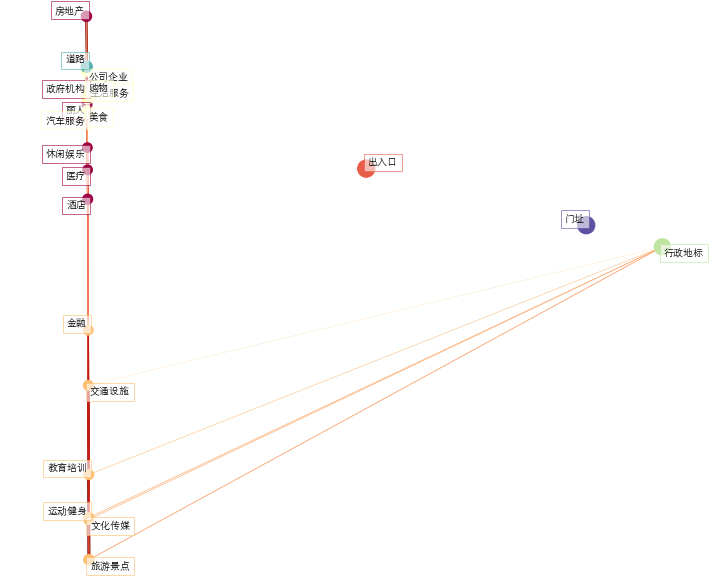 房地产
道路
公司企业
政府机构
购物
生活服务
丽人
美食
汽车服务
休闲娱乐
出入口
医疗
酒店
门址
行政地标
金融
交通设施
教育培训
运动健身
文化传媒
旅游景点